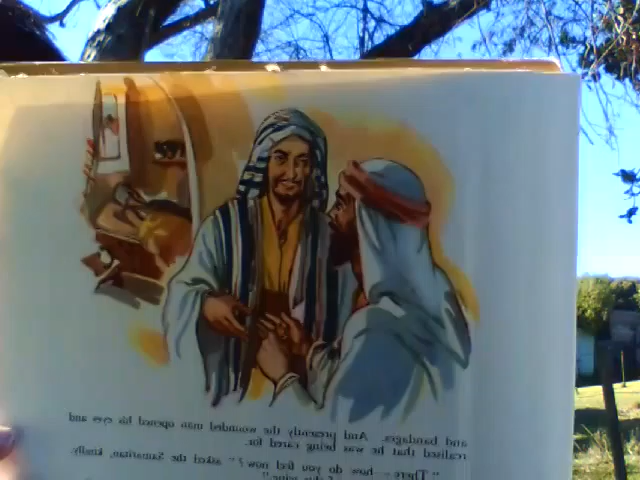 and bandages. And presently the wounded man opened his eyes and
realised that he was being cared for.
"There—how do you feel now?" asked the Samaritan, kindly.